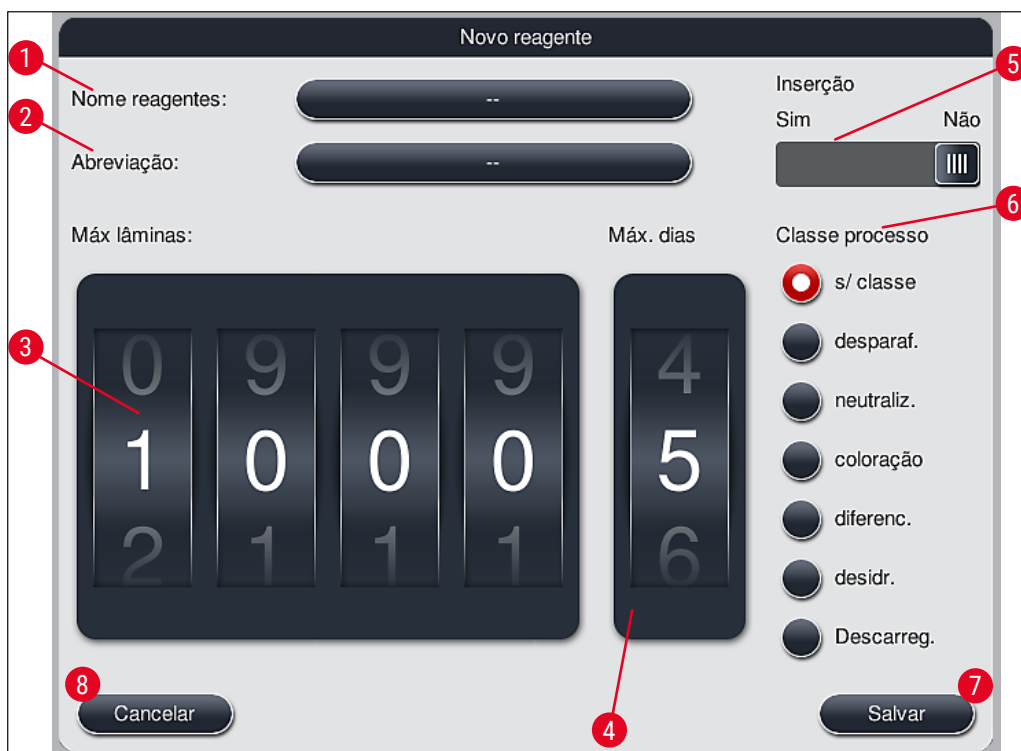 Novo reagente
1
Nome reagentes:
--
Inserção
5
2
Abreviação:
--
Sim
Não
6
Máx lâminas:
Máx. dias
Classe processo
s/ classe
desparaf.
neutraliz.
coloração
diferenc.
desidr.
Descarreg.
3
0 9 9 9
4
1 0 0 0
5
2 1 1 1
6
8
Cancelar
4
7
Salvar